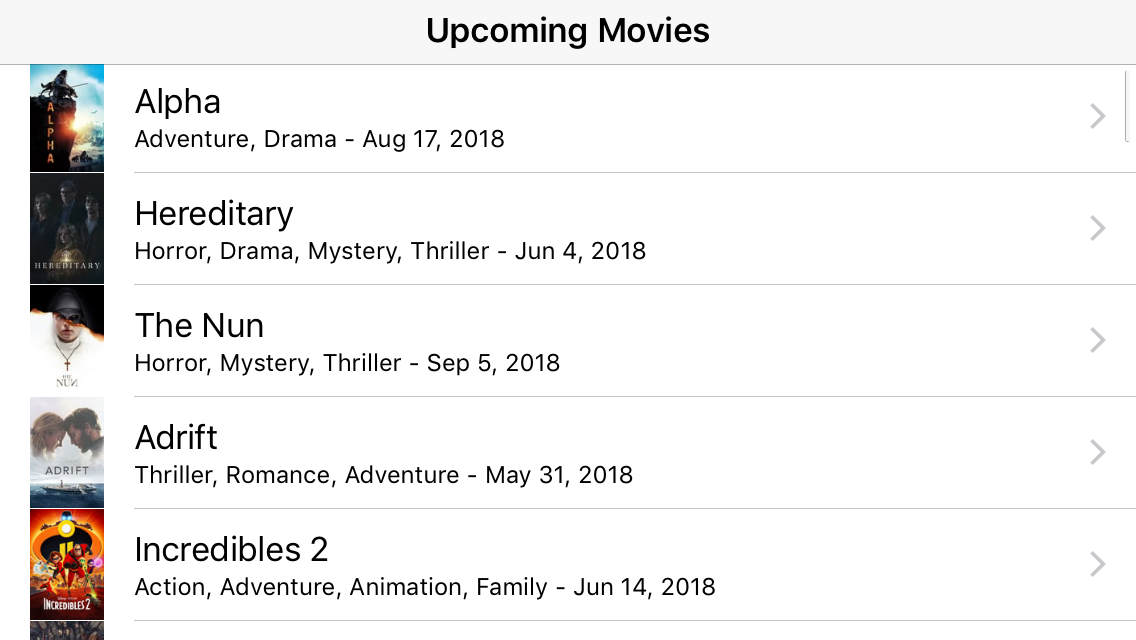 Upcoming Movies
ALPHA
Alpha
Adventure, Drama - Aug 17, 2018
HEREDITARY
Hereditary
Horror, Drama, Mystery, Thriller - Jun 4, 2018
THE NUN
The Nun
Horror, Mystery, Thriller - Sep 5, 2018
ADRIFT
Adrift
Thriller, Romance, Adventure - May 31, 2018
INCREDIBLES 2
Incredibles 2
Action, Adventure, Animation, Family - Jun 14, 2018